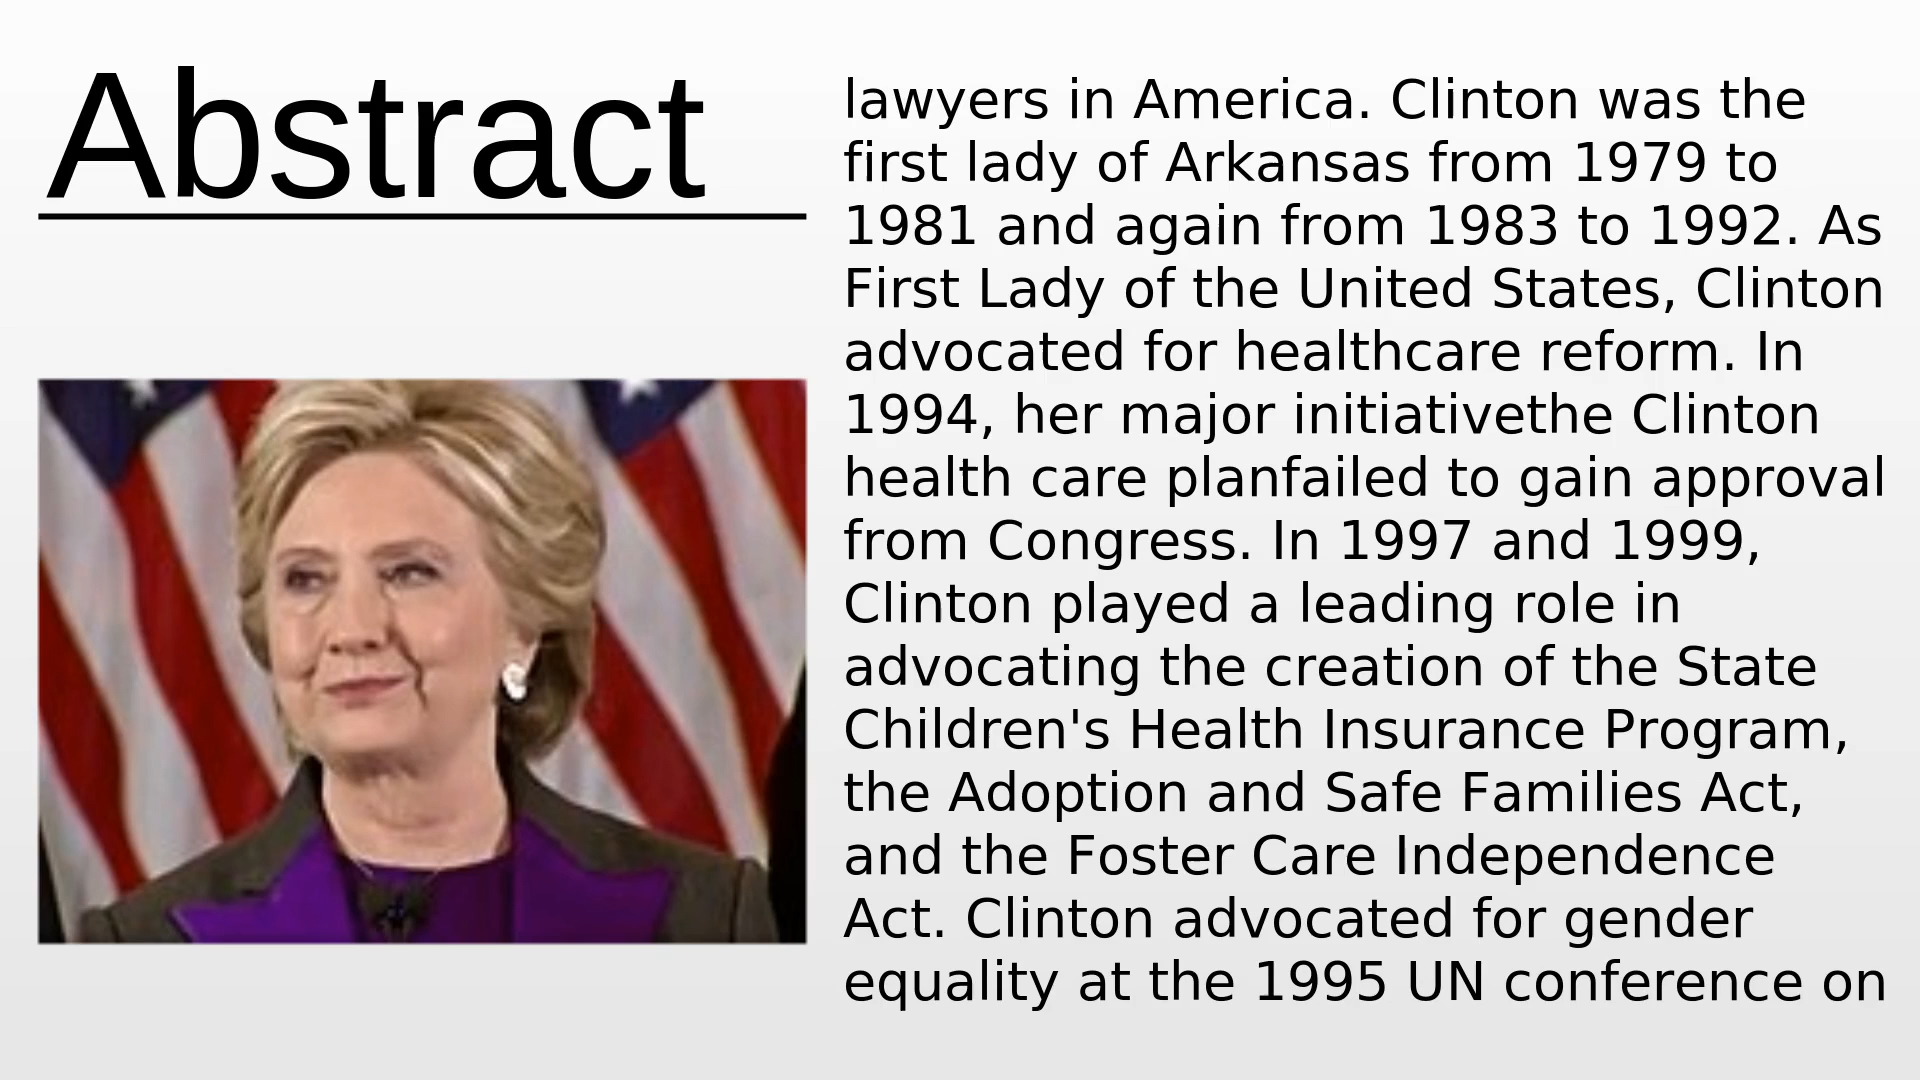 Abstract
lawyers in America. Clinton was the
first lady of Arkansas from 1979 to
1981 and again from 1983 to 1992. As
First Lady of the United States, Clinton
advocated for healthcare reform. In
1994, her major initiativethe Clinton
health care planfailed to gain approval
from Congress. In 1997 and 1999,
Clinton played a leading role in
advocating the creation of the State
Children's Health Insurance Program,
the Adoption and Safe Families Act,
and the Foster Care Independence
Act. Clinton advocated for gender
equality at the 1995 UN conference on